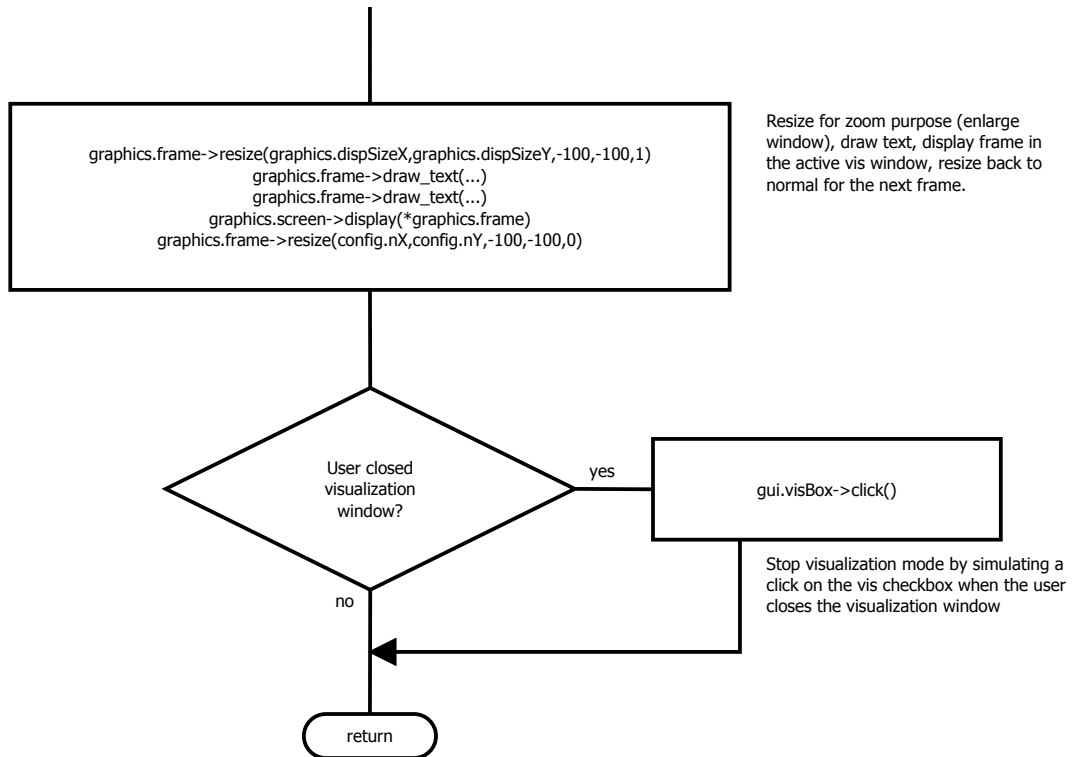 graphics.frame->resize(graphics.dispSizeX,graphics.dispSizeY,-100,-100,1)
graphics.frame->draw_text(...)
graphics.frame->draw_text(...)
graphics.screen->display(*graphics.frame)
graphics.frame->resize(config.nX,config.nY,-100,-100,0)
Resize for zoom purpose (enlarge
window), draw text, display frame in
the active vis window, resize back to
normal for the next frame.
User closed
visualization
window?
yes
gui.visBox->click()
Stop visualization mode by simulating a
click on the vis checkbox when the user
closes the visualization window
no
return